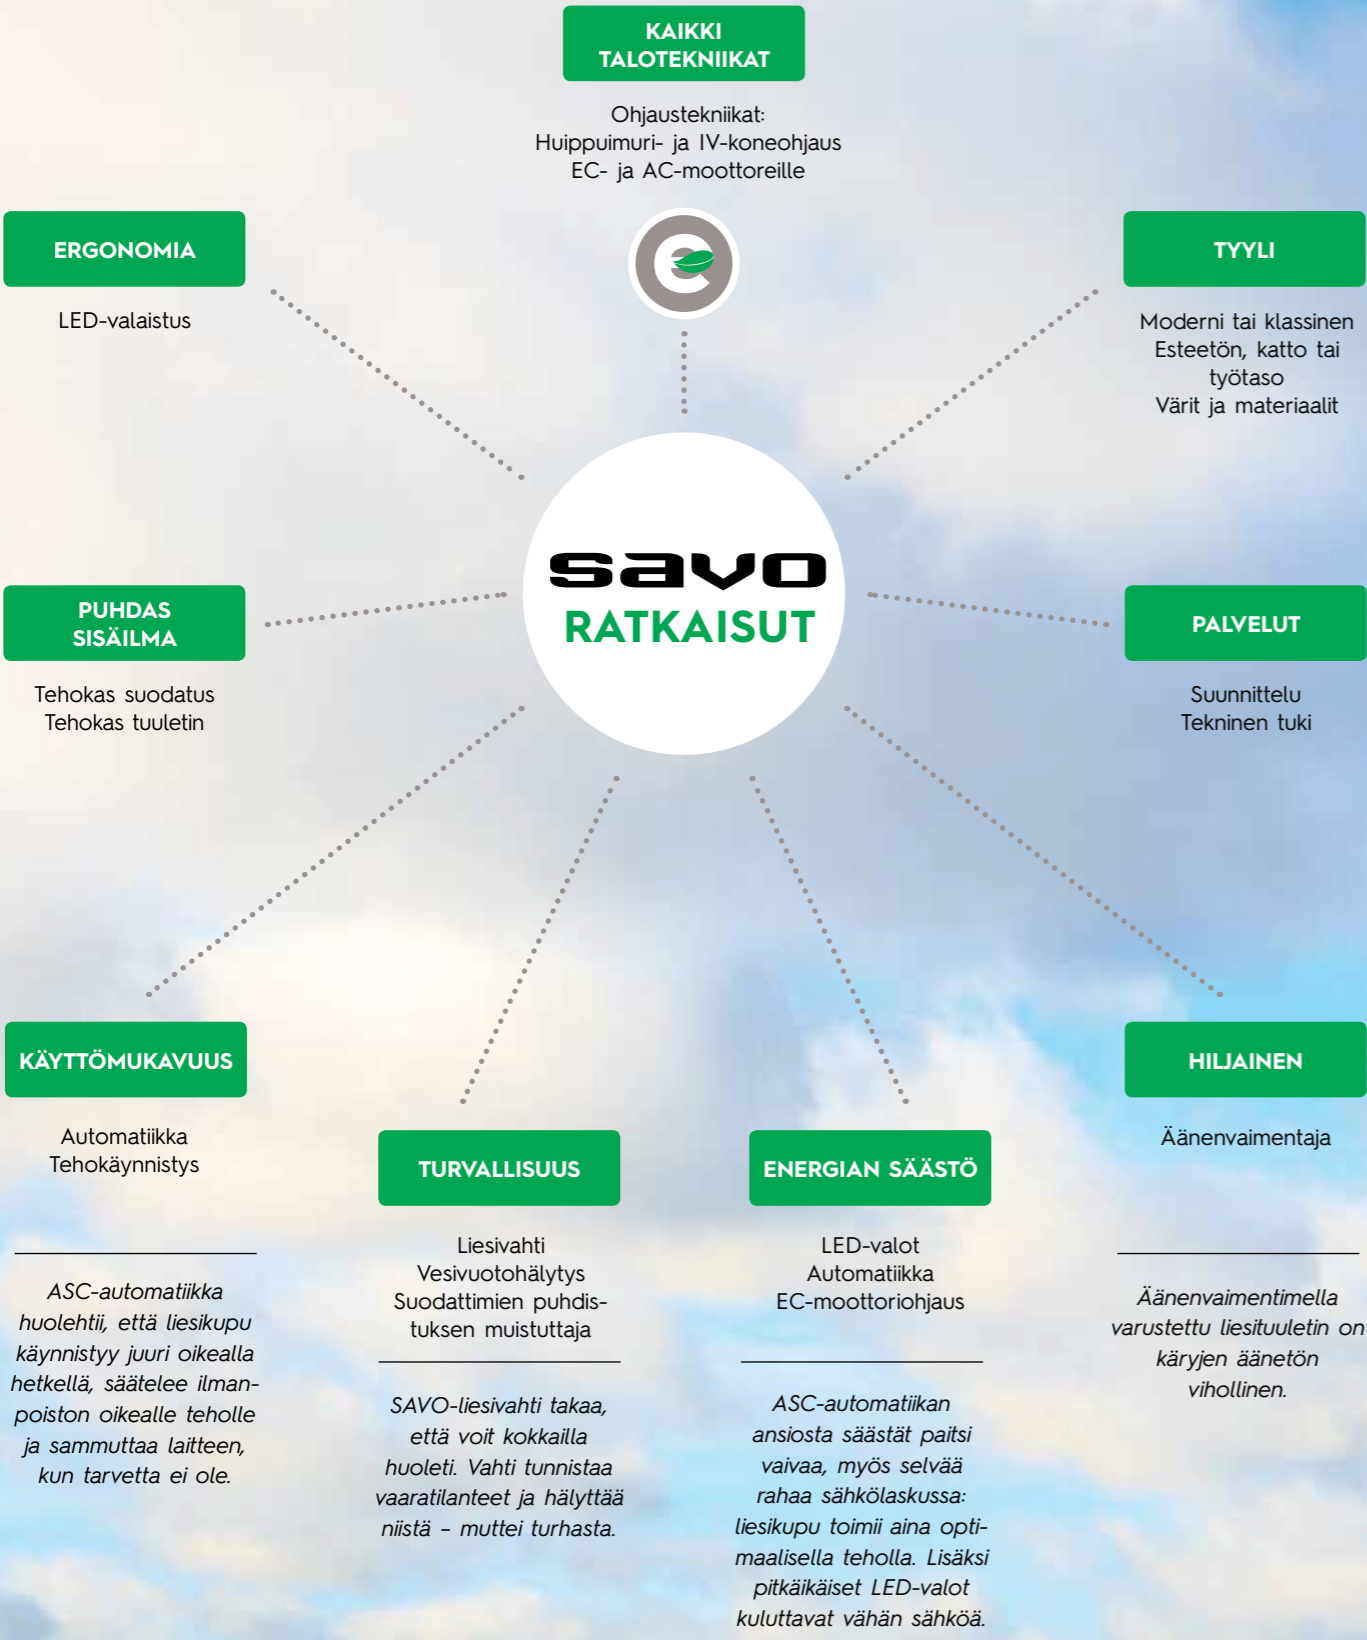 KAIKKI
TALOTEKNIIKAT
Ohjaustekniikat:
Huippuimuri- ja IV-koneohjaus
EC- ja AC-moottoreille
ERGONOMIA
LED-valaistus
TYYLI
Moderni tai klassinen
Esteetön, katto tai
työtaso
Värit ja materiaalit
savo
RATKAISUT
PUHDAS
SISÄILMA
Tehokas suodatus
Tehokas tuuletin
PALVELUT
Suunnittelu
Tekninen tuki
KÄYTTÖMUKAVUUS
Automatiikka
Tehokäynnistys
ASC-automatiikka
huolehtii, että liesikupu
käynnistyy juuri oikealla
hetkellä, säätelee ilman-
poiston oikealle teholle
ja sammuttaa laitteen,
kun tarvetta ei ole.
TURVALLISUUS
Liesivahti
Vesivuotohälytys
Suodattimien puhdis-
tuksen muistuttaja
SAVO-liesivahti takaa,
että voit kokkailla
huoleti. Vahti tunnistaa
vaaratilanteet ja hälyttää
niistä – muttei turhasta.
ENERGIAN SÄÄSTÖ
LED-valot
Automatiikka
EC-moottoriohjaus
ASC-automatiikan
ansiosta säästät paitsi
vaivaa, myös selvää
rahaa sähkölaskussa:
liesikupu toimii aina opti-
maalisella teholla. Lisäksi
pitkäikäiset LED-valot
kuluttavat vähän sähköä.
HILJAINEN
Äänenvaimentaja
Äänenvaimentimella
varustettu liesituuletin on
käryjen äänetön
vihollinen.